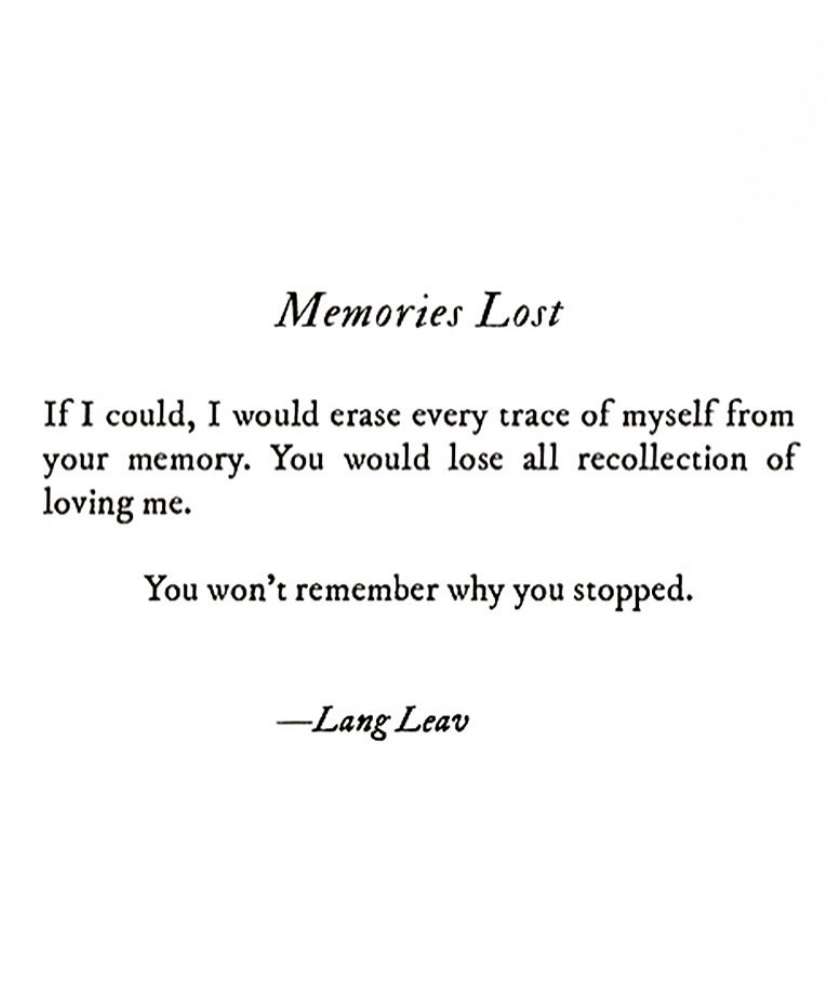 Memories Lost
If I could, I would erase every trace of myself from
your memory. You would lose all recollection of
loving me.
You won't remember why you stopped.
—Lang Leav